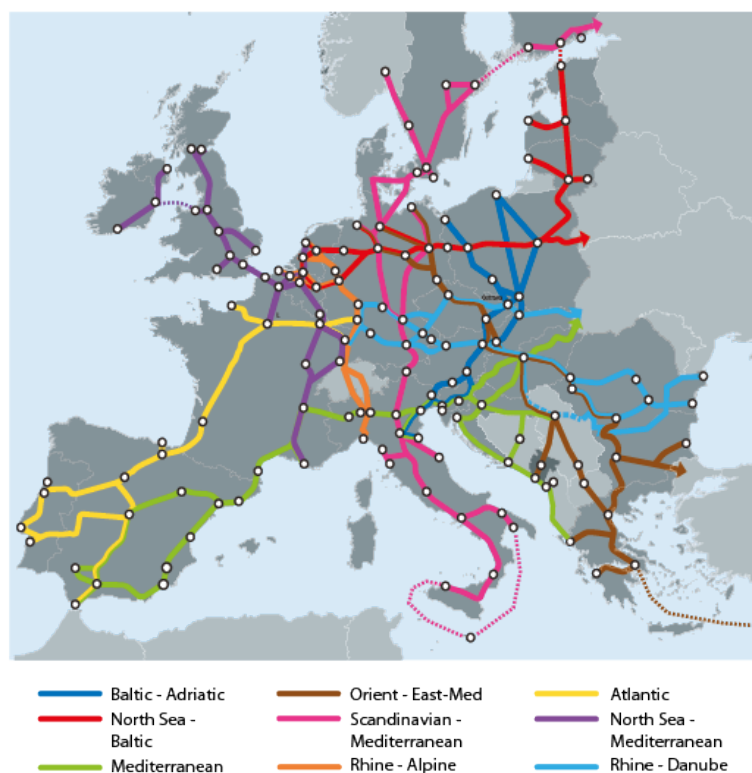 Baltic - Adriatic
Orient - East-Med
Atlantic
North Sea -
Baltic
Scandinavian -
Mediterranean
North Sea -
Mediterranean
Mediterranean
Rhine - Alpine
Rhine - Danube